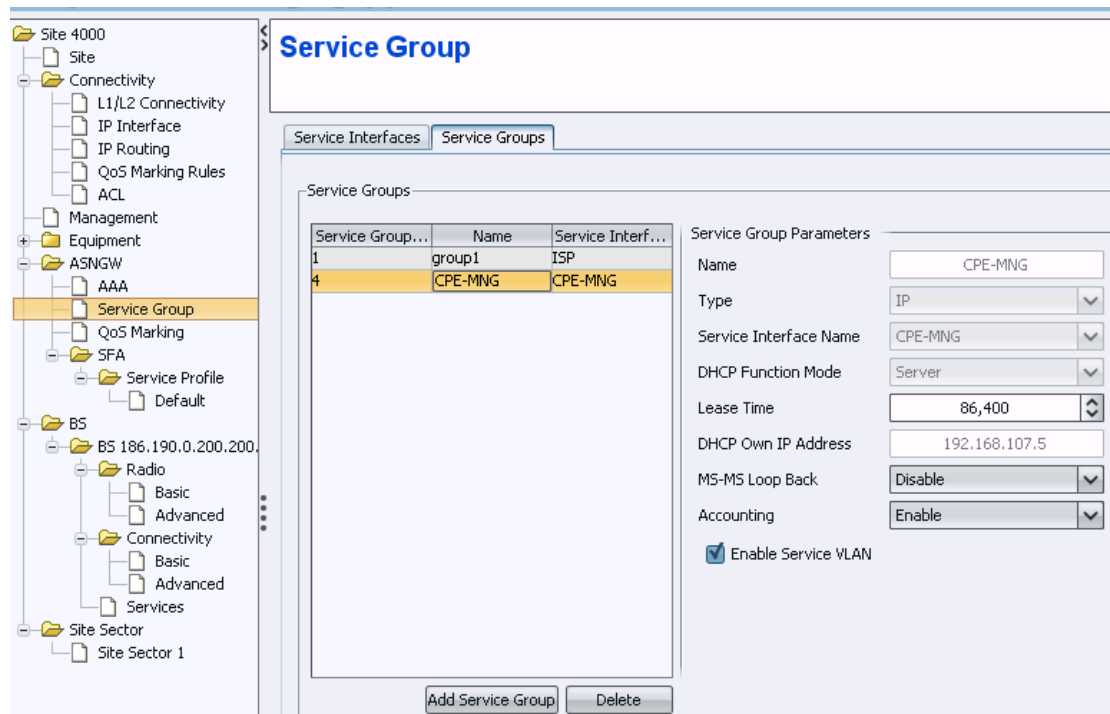 Site 4000
Site
Connectivity
L1/L2 Connectivity
IP Interface
IP Routing
QoS Marking Rules
ACL
Management
Equipment
ASNGW
AAA
Service Group
QoS Marking
SFA
Service Profile
Default
BS
BS 186.190.0.200.200.
Radio
Basic
Advanced
Connectivity
Basic
Advanced
Services
Site Sector
Site Sector 1
Service Group
Service Interfaces Service Groups
Service Groups
Service Group... Name Service Interf...
1 group1 ISP
4 CPE-MNG CPE-MNG
Add Service Group Delete
Service Group Parameters
Name CPE-MNG
Type IP
Service Interface Name CPE-MNG
DHCP Function Mode Server
Lease Time 86,400
DHCP Own IP Address 192.168.107.5
MS-MS Loop Back Disable
Accounting Enable
Enable Service VLAN